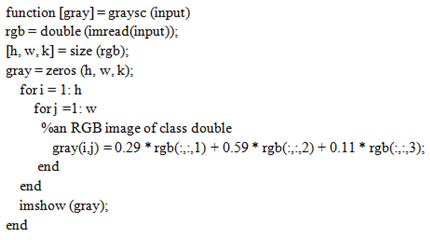 function [gray] = graysc (input)
rgb = double (imread(input));
[h, w, k] = size (rgb);
gray = zeros (h, w, k);
for i = 1: h
for j =1: w
%an RGB image of class double
gray(i,j) = 0.29 * rgb(:,:,1) + 0.59 * rgb(:,:,2) + 0.11 * rgb(:,:,3);
end
end
imshow (gray);
end